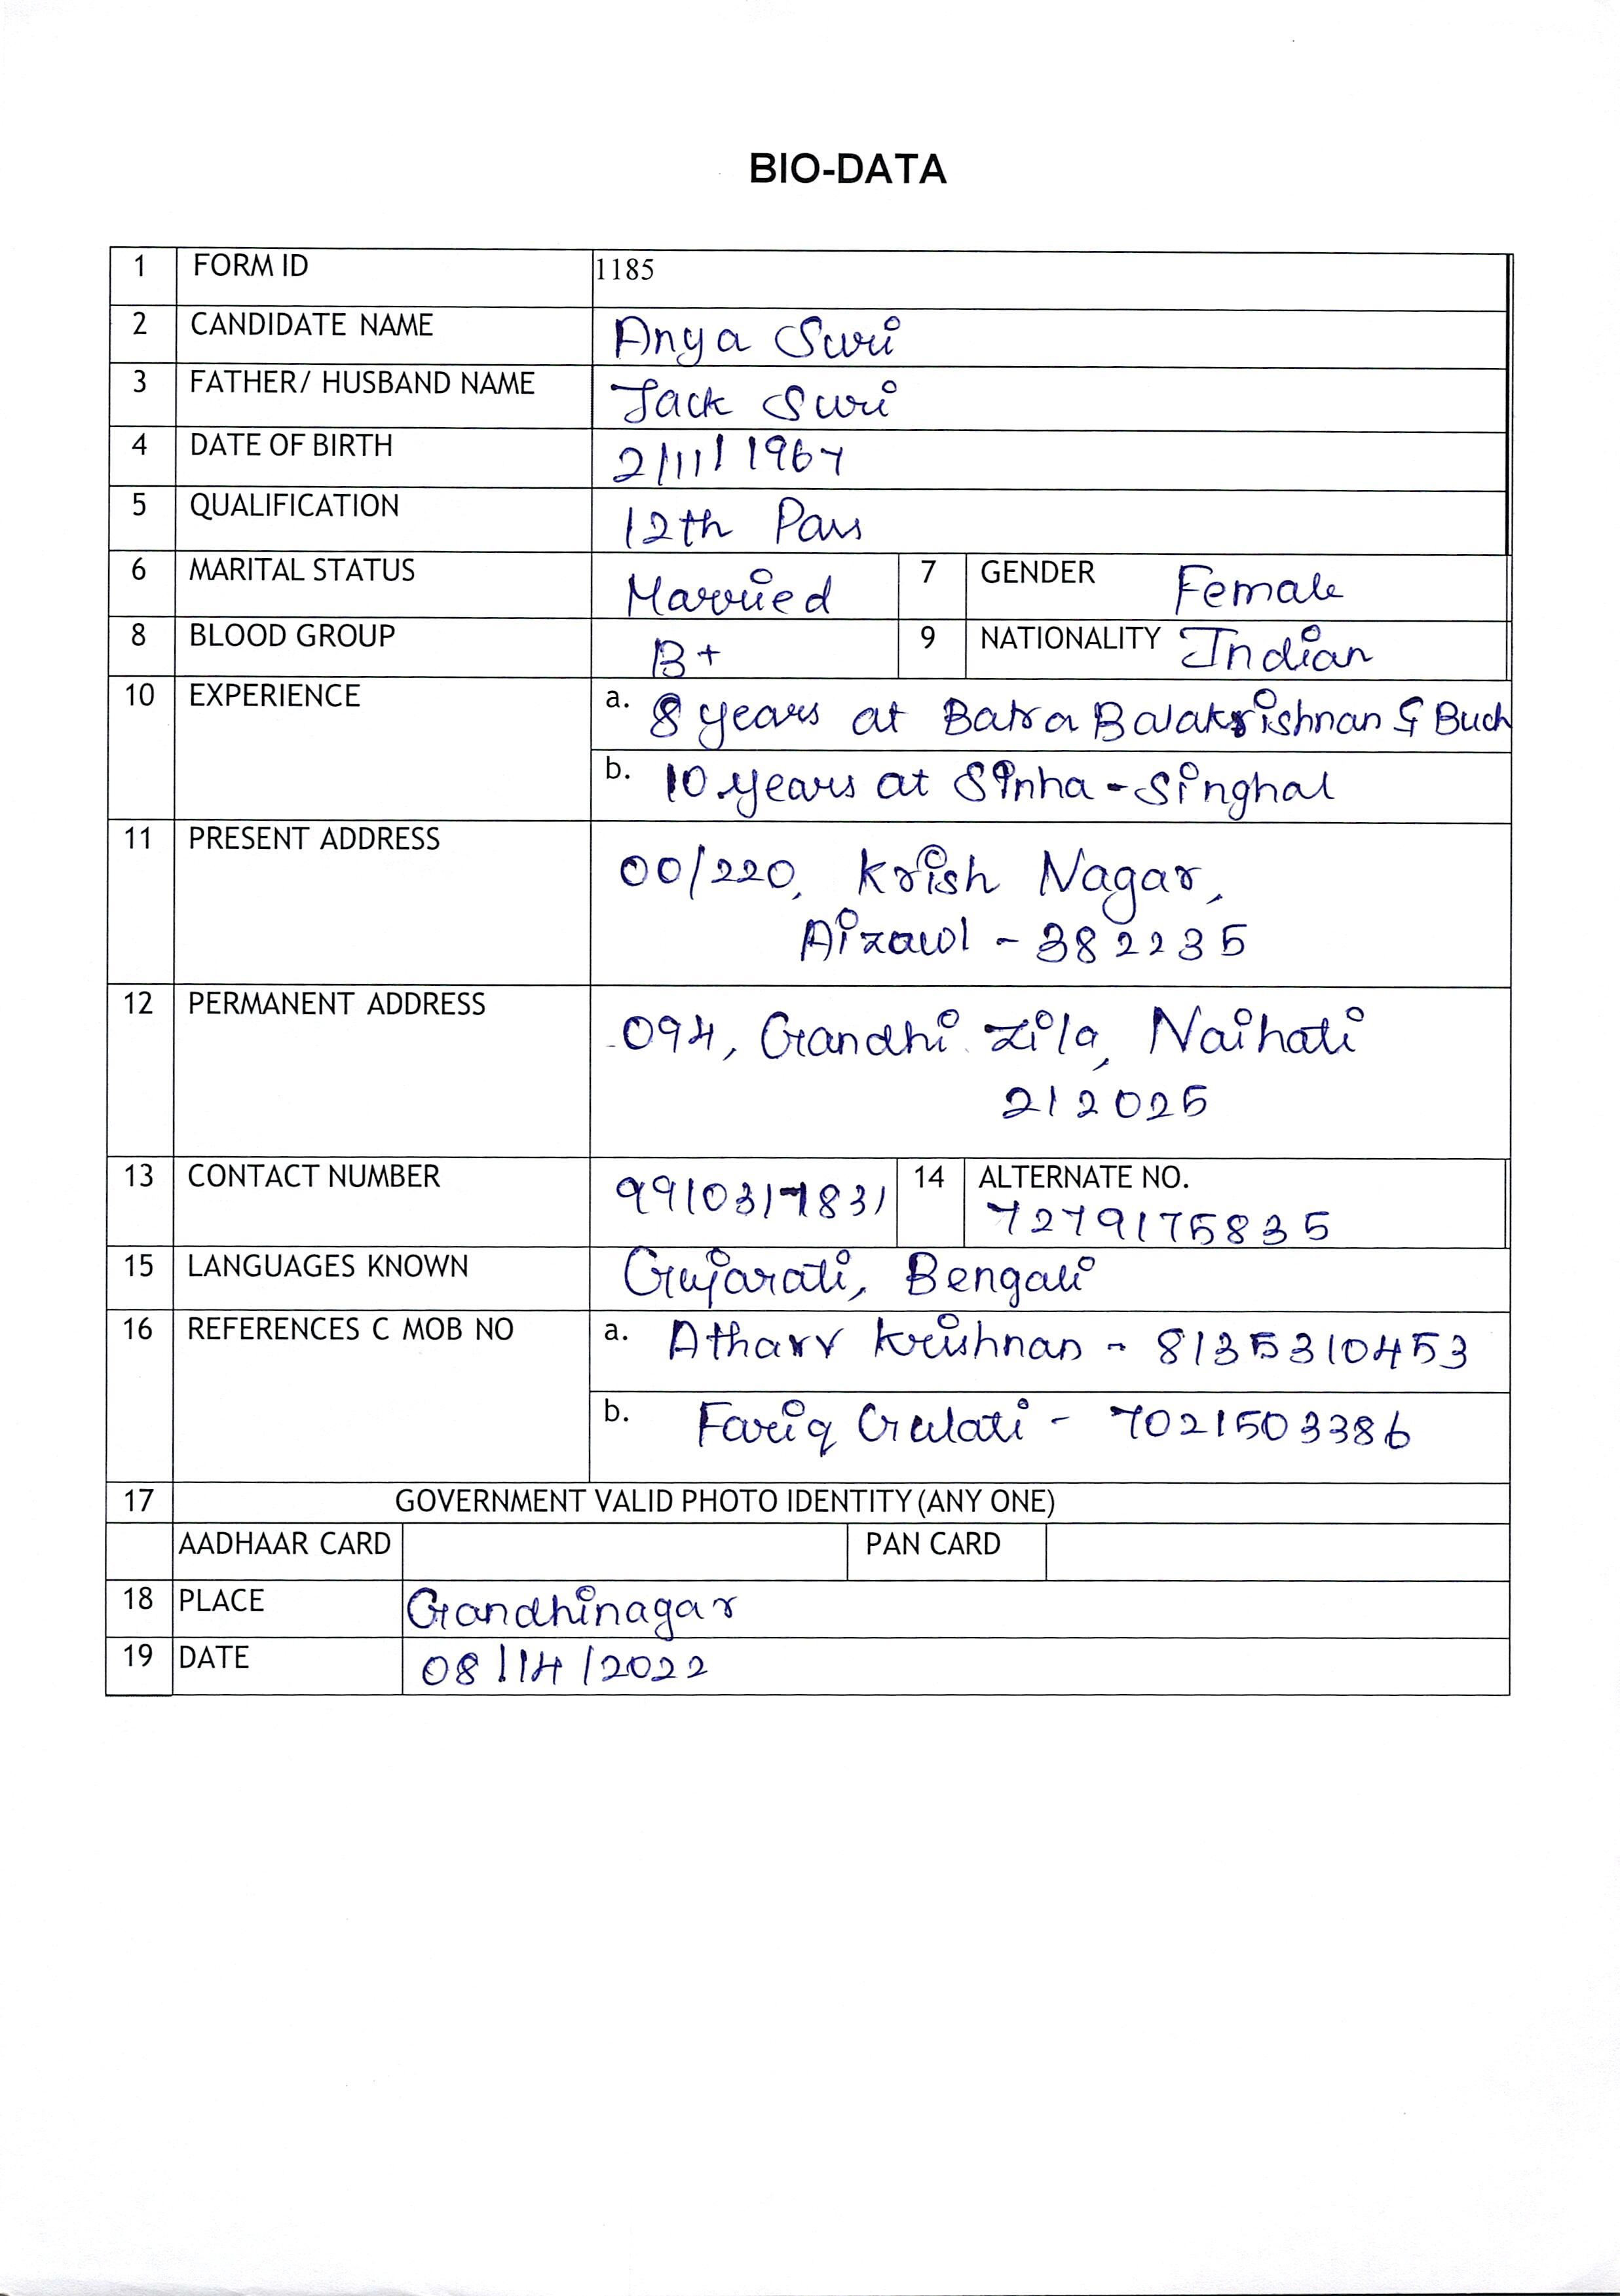 BIO-DATA
1 FORM ID 1185
2 CANDIDATE NAME Anya Suri
3 FATHER/ HUSBAND NAME Jack Suri
4 DATE OF BIRTH 2/11/1967
5 QUALIFICATION 12th Pass
6 MARITAL STATUS Married 7 GENDER Female
8 BLOOD GROUP B+ 9 NATIONALITY Indian
10 EXPERIENCE a. 8 years at Batra Balakrishnan & Buch
b. 10 years at Sinha - Singhal
11 PRESENT ADDRESS 00/220, Krish Nagar,
Aizawl - 382235
12 PERMANENT ADDRESS 094, Gandhi Zila, Naihati
212025
13 CONTACT NUMBER 9910317831 14 ALTERNATE NO.
7279175835
15 LANGUAGES KNOWN Gujarati, Bengali
16 REFERENCES C MOB NO a. Atharv Krishnan - 8135310453
b. Fariq Gulati - 7021503386
17 GOVERNMENT VALID PHOTO IDENTITY (ANY ONE)
AADHAAR CARD PAN CARD
18 PLACE Gandhinagar
19 DATE 08/14/2022